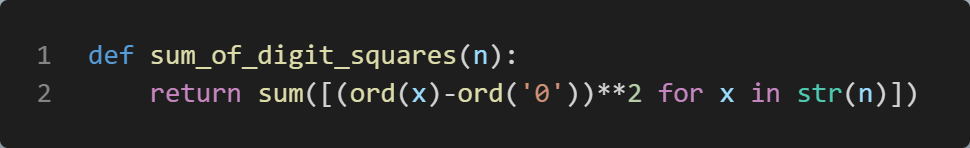 1 def sum_of_digit_squares(n):
2     return sum([(ord(x)-ord('0'))**2 for x in str(n)])